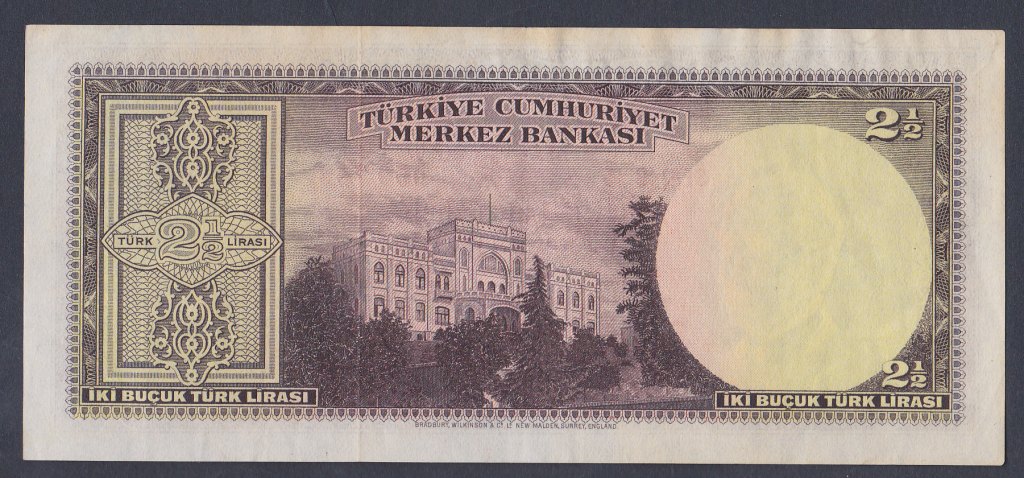 TÜRKİYE CUMHURİYET
MERKEZ BANKASI
2½
TÜRK 2½ LİRASI
2½
İKİ BUÇUK TÜRK LİRASI
İKİ BUÇUK TÜRK LİRASI
BRADBURY, WILKINSON & Cº. Lᴰ NEW MALDEN, SURREY, ENGLAND.